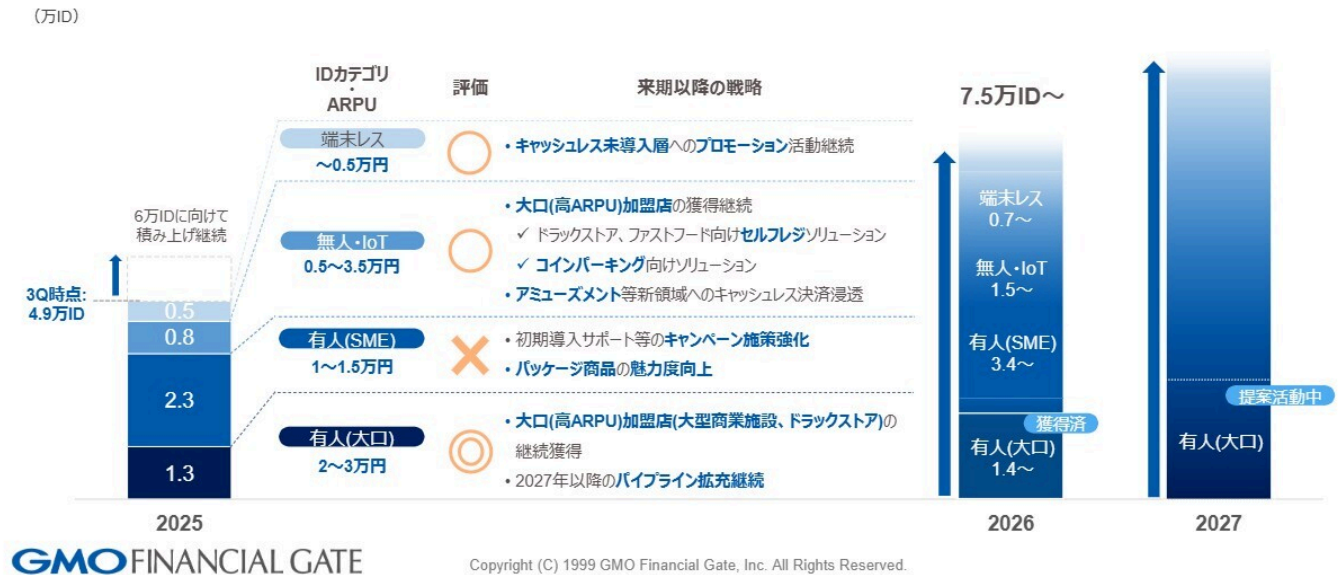 （万ID）
IDカテゴリ
・
ARPU
評価
来期以降の戦略
端末レス
～0.5万円
・キャッシュレス未導入層へのプロモーション活動継続
無人・IoT
0.5～3.5万円
・大口(高ARPU)加盟店の獲得継続
✓ ドラックストア、ファストフード向けセルフレジソリューション
✓ コインパーキング向けソリューション
・アミューズメント等新領域へのキャッシュレス決済浸透
有人(SME)
1～1.5万円
・初期導入サポート等のキャンペーン施策強化
・パッケージ商品の魅力度向上
有人(大口)
2～3万円
・大口(高ARPU)加盟店(大型商業施設、ドラックストア)の
継続獲得
・2027年以降のパイプライン拡充継続
6万IDに向けて
積み上げ継続
3Q時点:
4.9万ID
0.5
0.8
2.3
1.3
2025
7.5万ID～
端末レス
0.7～
無人・IoT
1.5～
有人(SME)
3.4～
獲得済
有人(大口)
1.4～
2026
提案活動中
有人(大口)
2027
GMO FINANCIAL GATE
Copyright (C) 1999 GMO Financial Gate, Inc. All Rights Reserved.